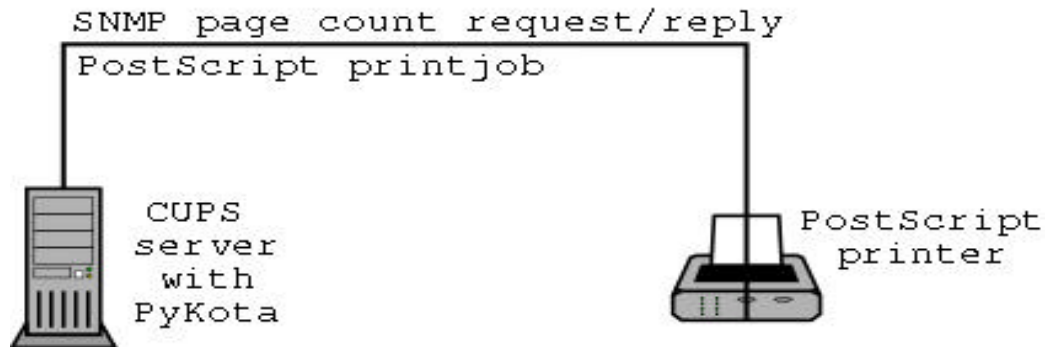 SNMP page count request/reply
PostScript printjob
CUPS
server
with
PyKota
PostScript
printer